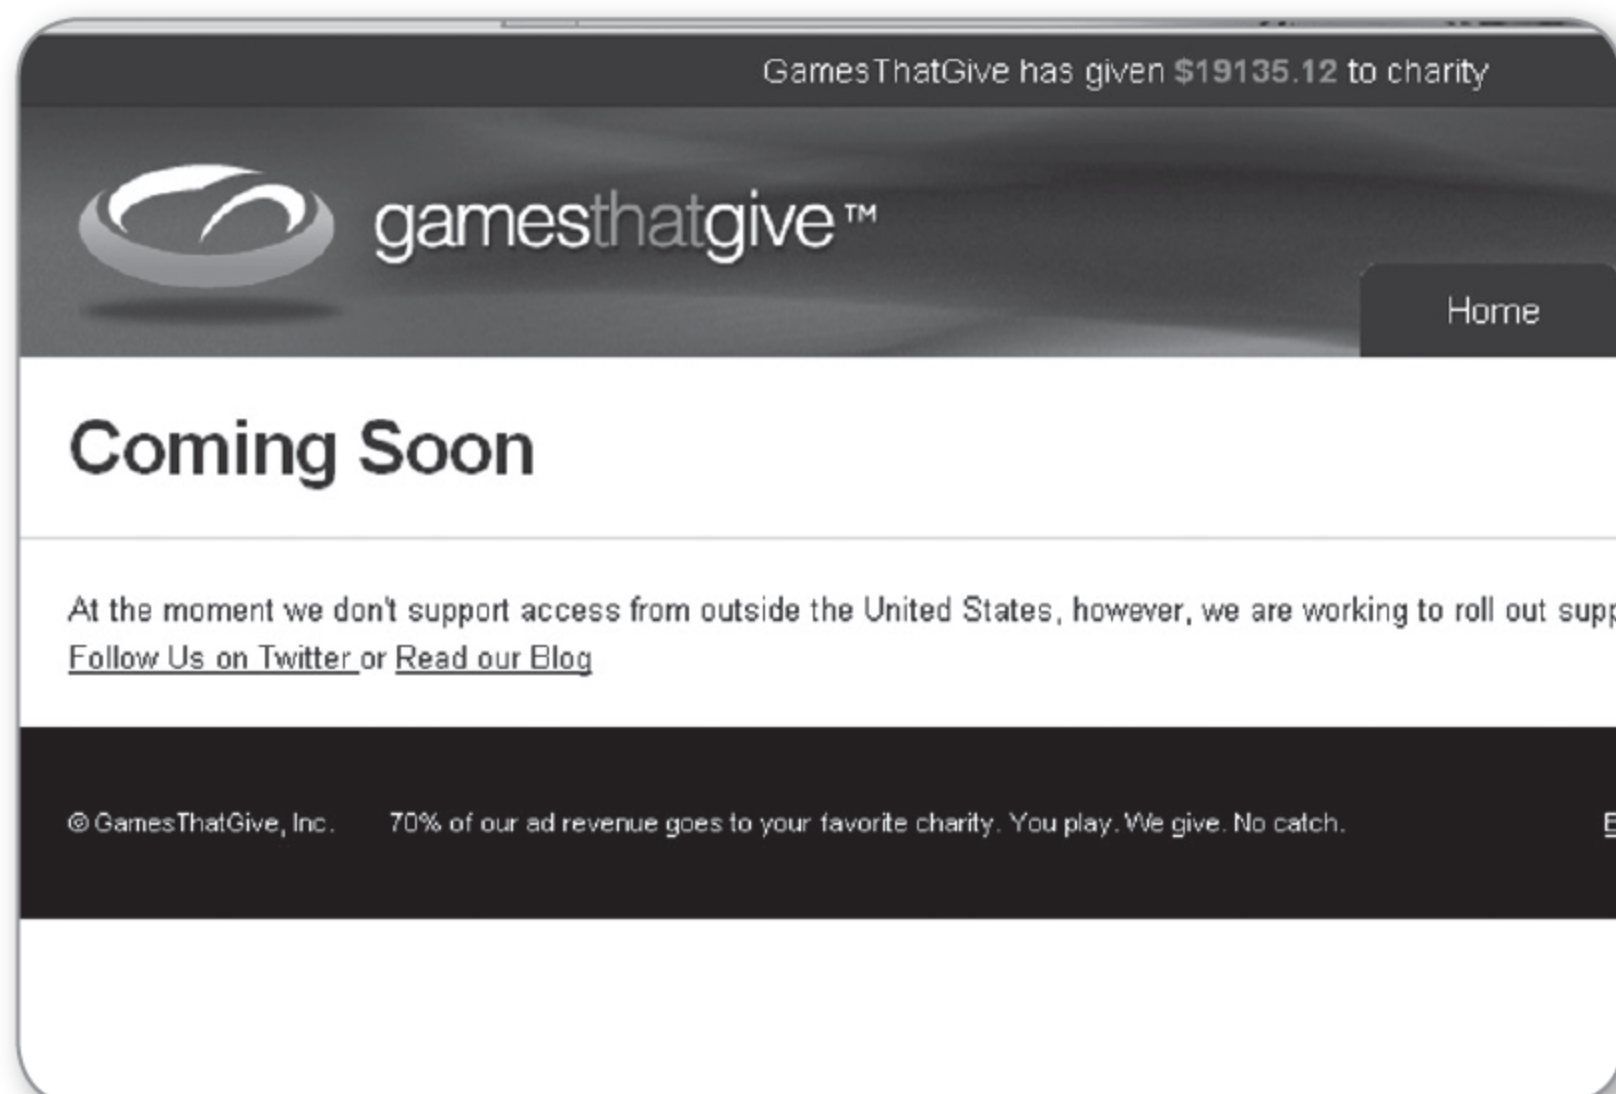 GamesThatGive has given $19135.12 to charity
gamesthatgive™
Home
Coming Soon
At the moment we don't support access from outside the United States, however, we are working to roll out
Follow Us on Twitter or Read our Blog
© GamesThatGive, Inc. 70% of our ad revenue goes to your favorite charity. You play. We give. No catch.